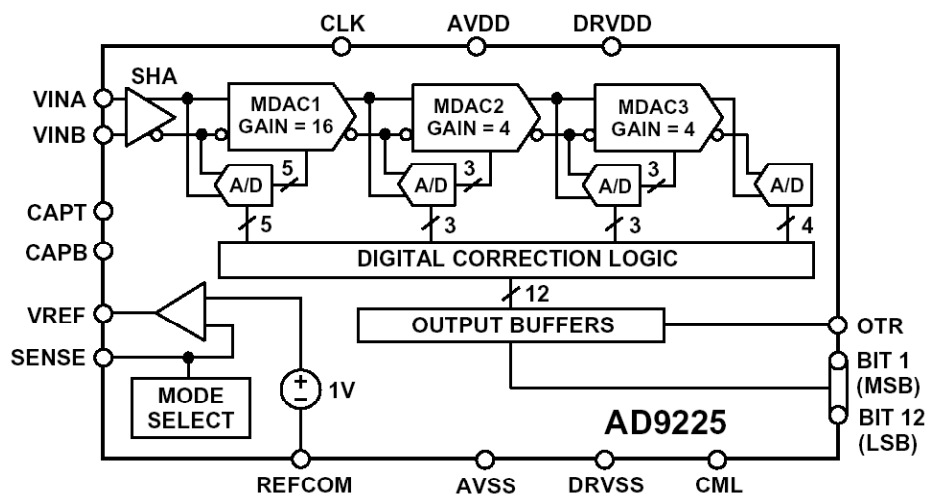 CLK
AVDD
DRVDD
SHA
VINA
VINB
MDAC1
GAIN = 16
MDAC2
GAIN = 4
MDAC3
GAIN = 4
A/D
5
A/D
3
A/D
3
A/D
5
3
3
4
CAPT
CAPB
DIGITAL CORRECTION LOGIC
12
VREF
OUTPUT BUFFERS
OTR
SENSE
BIT 1
(MSB)
MODE
SELECT
+
−
1V
BIT 12
(LSB)
AD9225
REFCOM
AVSS
DRVSS
CML